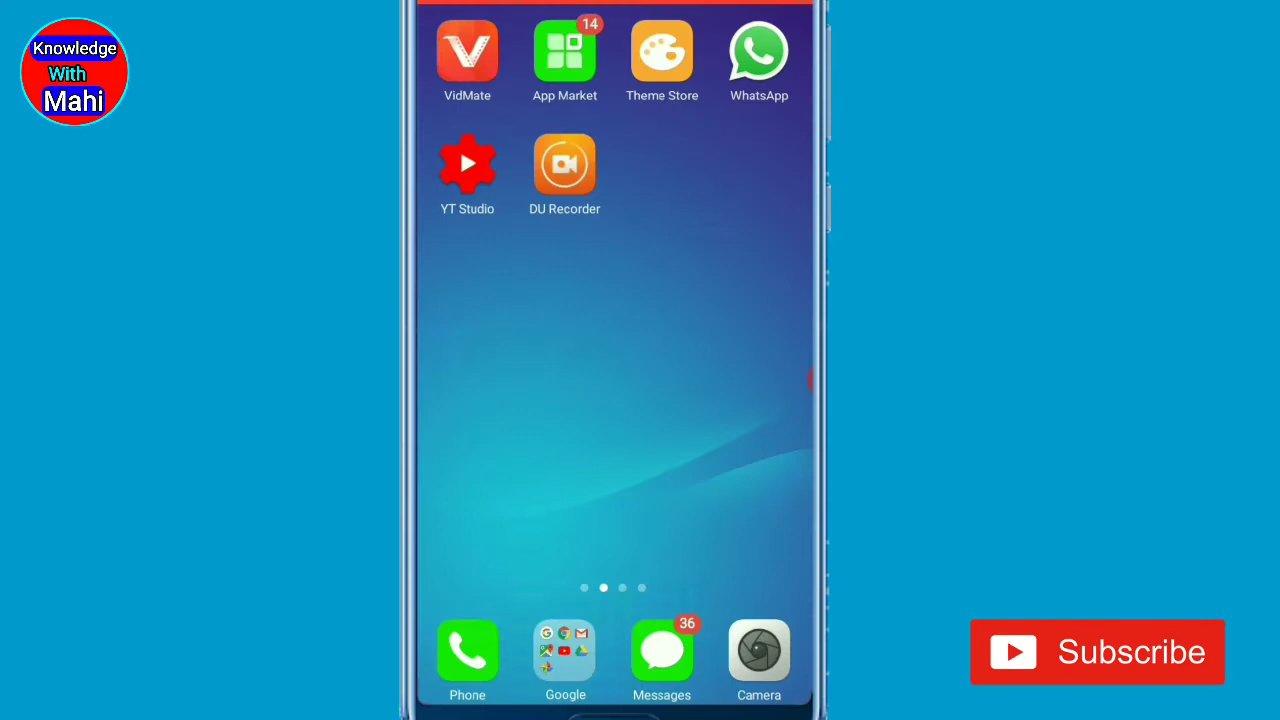 Knowledge
With
Mahi
14
VidMate
App Market
Theme Store
WhatsApp
YT Studio
DU Recorder
36
Phone
Google
Messages
Camera
Subscribe